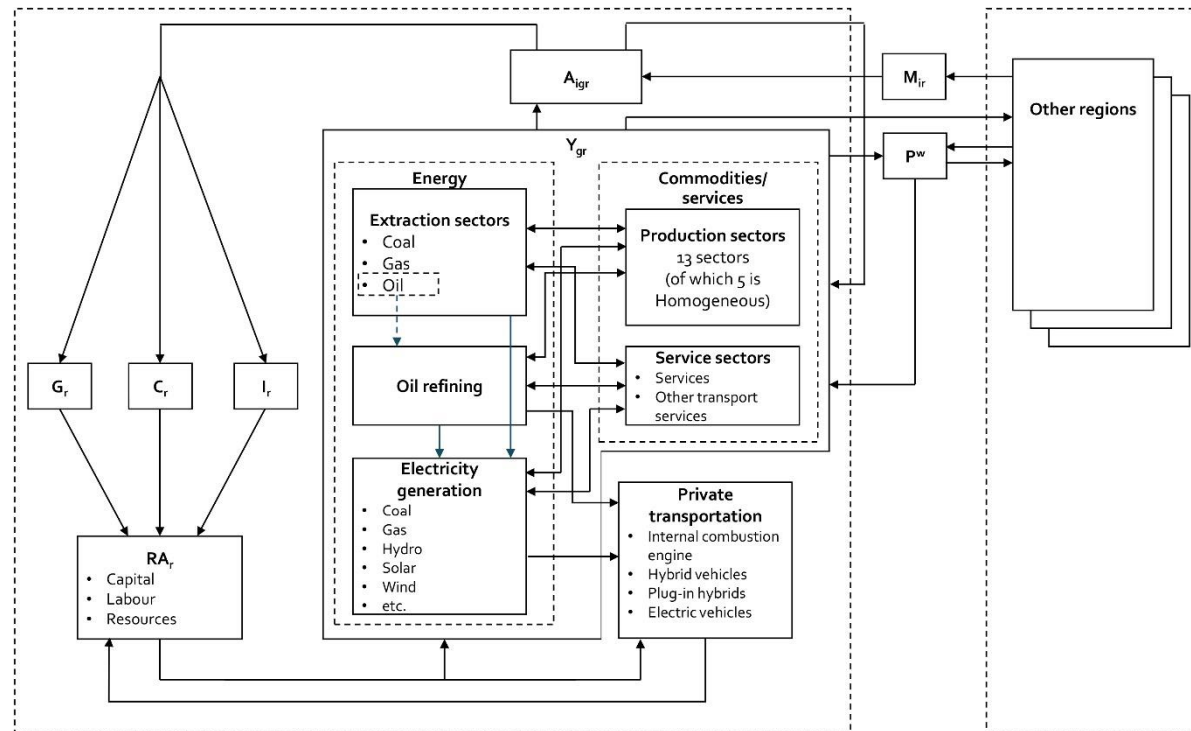 A_igr
M_ir
Other regions
Y_gr
P^w
Energy
Commodities/
services
Extraction sectors
• Coal
• Gas
• Oil
Production sectors
13 sectors
(of which 5 is
Homogeneous)
G_r
C_r
I_r
Oil refining
Service sectors
• Services
• Other transport
services
Electricity
generation
• Coal
• Gas
• Hydro
• Solar
• Wind
• etc.
Private
transportation
• Internal combustion
engine
• Hybrid vehicles
• Plug-in hybrids
• Electric vehicles
RA_r
• Capital
• Labour
• Resources